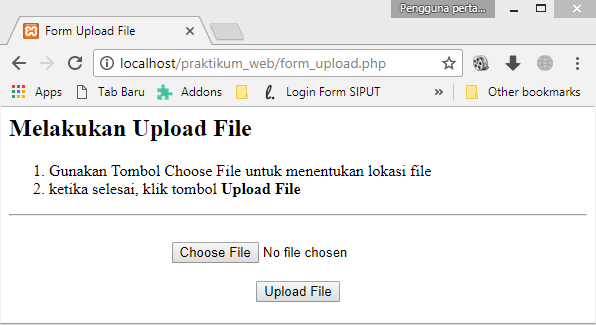 Pengguna perta...
Form Upload File
localhost/praktikum_web/form_upload.php
Apps Tab Baru Addons Login Form SIPUT » Other bookmarks
Melakukan Upload File
1. Gunakan Tombol Choose File untuk menentukan lokasi file
2. ketika selesai, klik tombol Upload File
Choose File No file chosen
Upload File